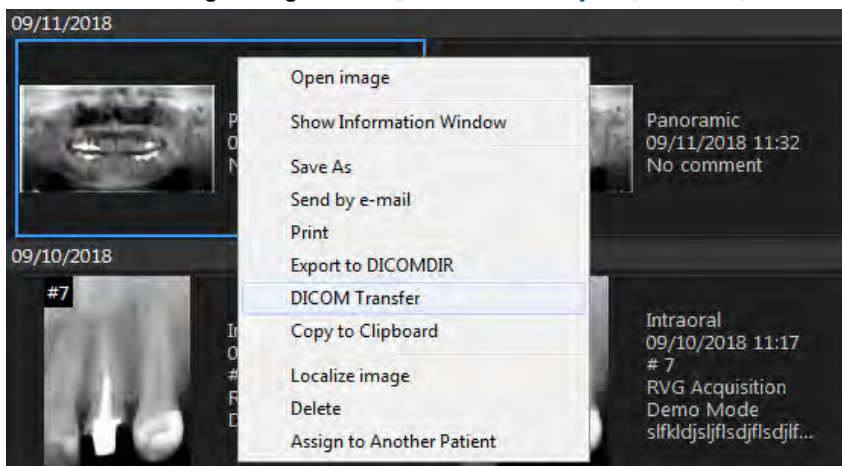 09/11/2018
Open image
Show Information Window
Save As
Send by e-mail
Print
Export to DICOMDIR
DICOM Transfer
Copy to Clipboard
Localize image
Delete
Assign to Another Patient
Panoramic
09/11/2018 11:32
No comment
09/10/2018
#7
Intraoral
09/10/2018 11:17
# 7
RVG Acquisition
Demo Mode
slfkldjsljflsdjflsdjlf...